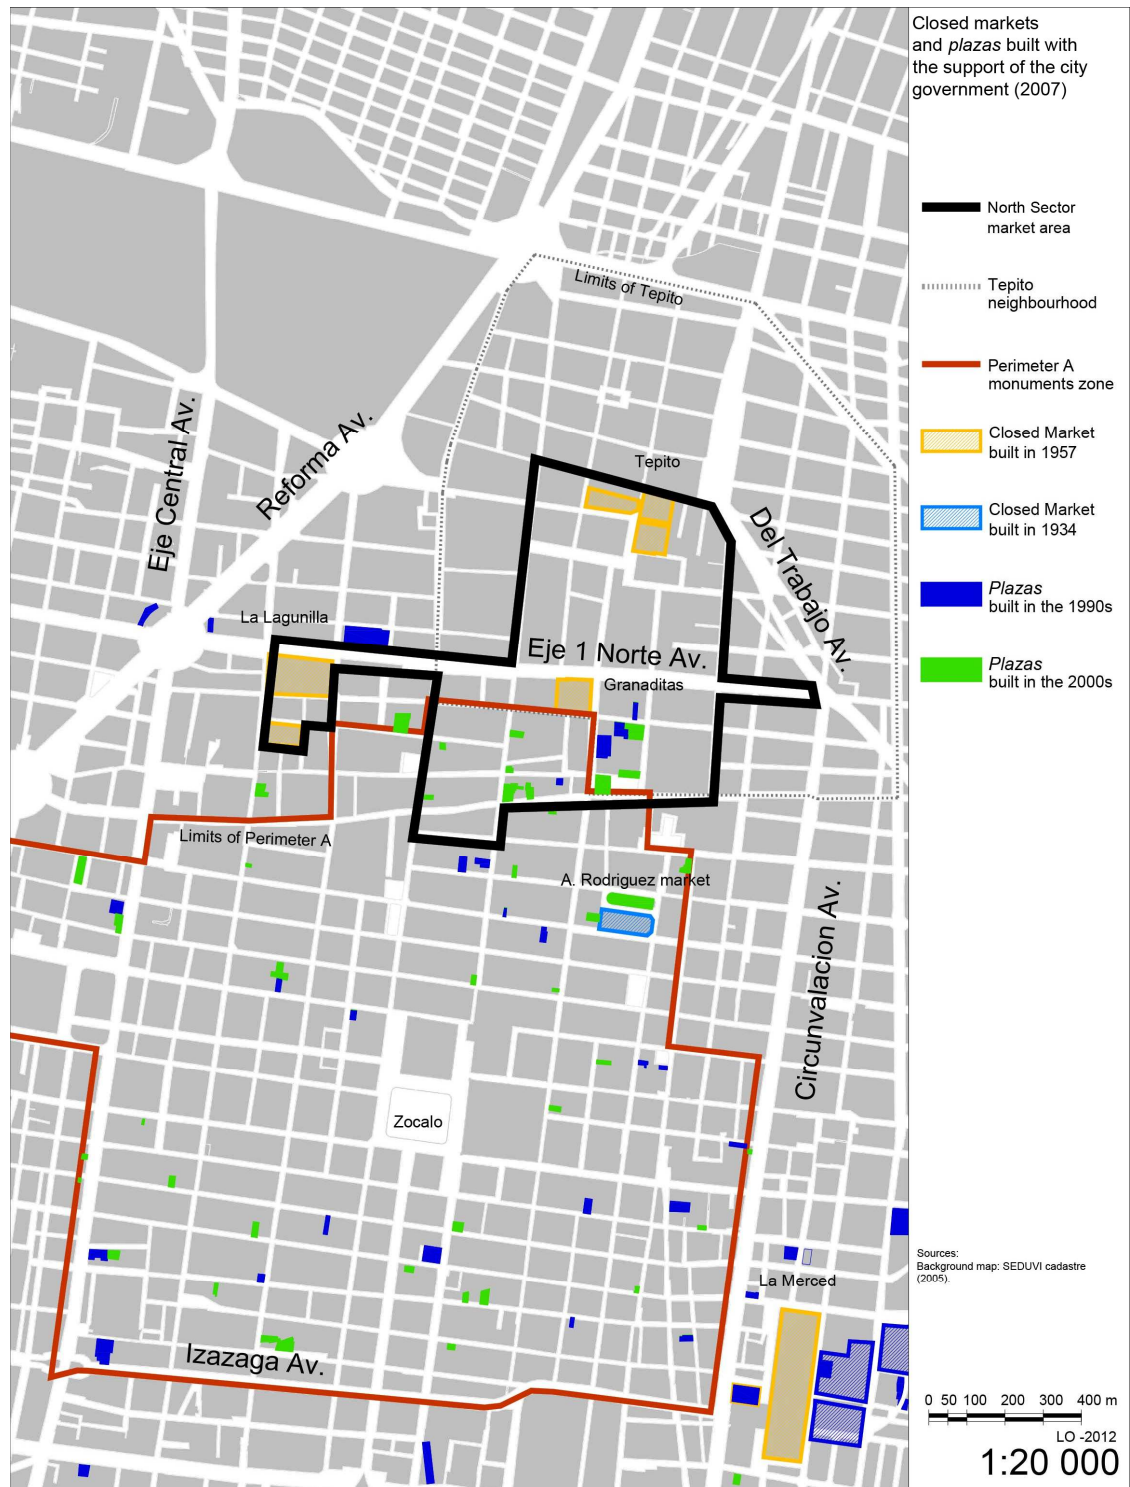 Closed markets
and plazas built with
the support of the city
government (2007)
North Sector
market area
Tepito
neighbourhood
Perimeter A
monuments zone
Closed Market
built in 1957
Closed Market
built in 1934
Plazas
built in the 1990s
Plazas
built in the 2000s
Limits of Tepito
Eje Central Av.
Reforma Av.
Tepito
Del Trabajo Av.
La Lagunilla
Eje 1 Norte Av.
Granaditas
Limits of Perimeter A
A. Rodriguez market
Circunvalacion Av.
Zocalo
La Merced
Izazaga Av.
Sources:
Background map: SEDUVI cadastre
(2005).
0 50 100 200 300 400 m
LO -2012
1:20 000